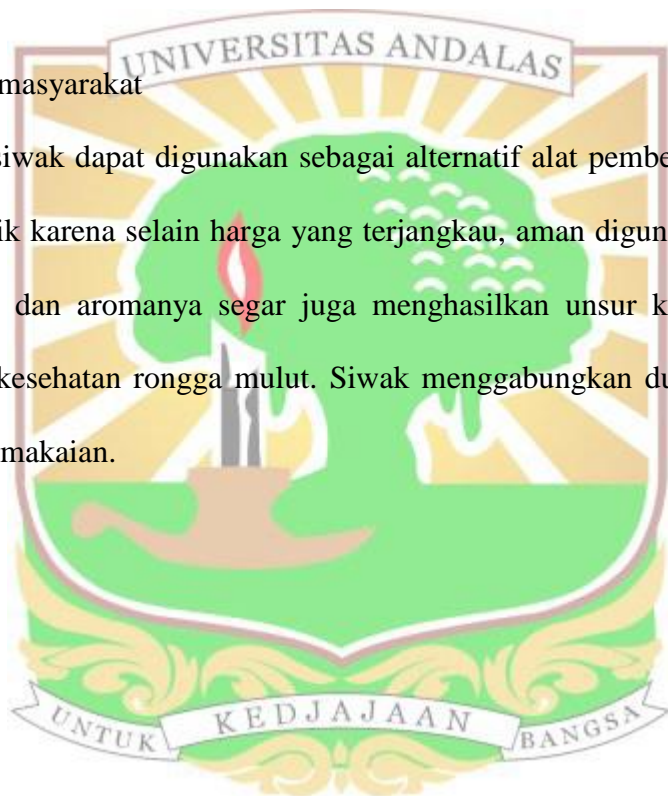 UNIVERSITAS ANDALAS
masyarakat
siwak dapat digunakan sebagai alternatif alat pembe
ik karena selain harga yang terjangkau, aman digun
dan aromanya segar juga menghasilkan unsur k
kesehatan rongga mulut. Siwak menggabungkan du
makaian.
UNTUK KEDJAJAAN BANGSA